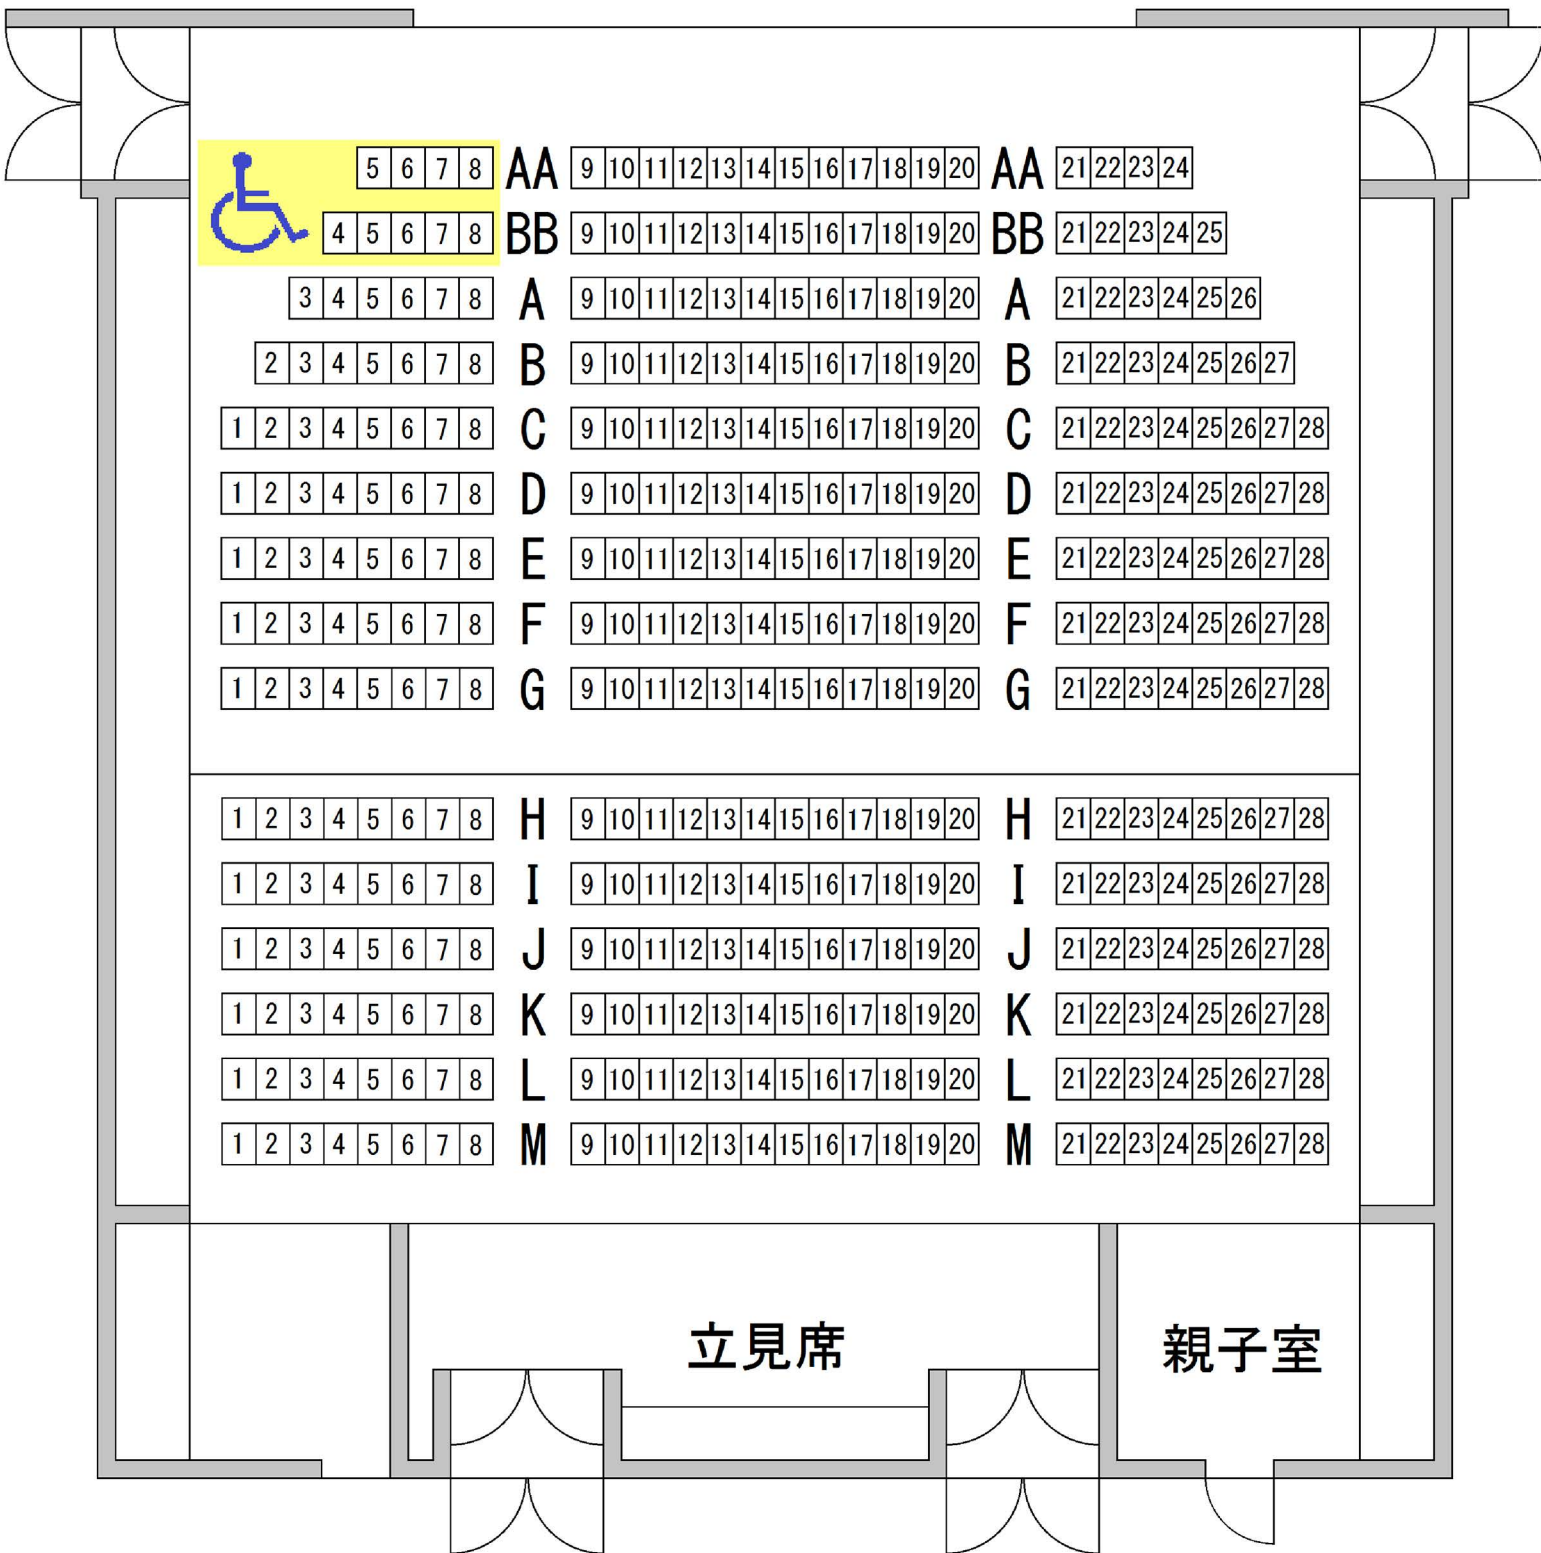 5 6 7 8 AA 9 10 11 12 13 14 15 16 17 18 19 20 AA 21 22 23 24
4 5 6 7 8 BB 9 10 11 12 13 14 15 16 17 18 19 20 BB 21 22 23 24 25
3 4 5 6 7 8 A 9 10 11 12 13 14 15 16 17 18 19 20 A 21 22 23 24 25 26
2 3 4 5 6 7 8 B 9 10 11 12 13 14 15 16 17 18 19 20 B 21 22 23 24 25 26 27
1 2 3 4 5 6 7 8 C 9 10 11 12 13 14 15 16 17 18 19 20 C 21 22 23 24 25 26 27 28
1 2 3 4 5 6 7 8 D 9 10 11 12 13 14 15 16 17 18 19 20 D 21 22 23 24 25 26 27 28
1 2 3 4 5 6 7 8 E 9 10 11 12 13 14 15 16 17 18 19 20 E 21 22 23 24 25 26 27 28
1 2 3 4 5 6 7 8 F 9 10 11 12 13 14 15 16 17 18 19 20 F 21 22 23 24 25 26 27 28
1 2 3 4 5 6 7 8 G 9 10 11 12 13 14 15 16 17 18 19 20 G 21 22 23 24 25 26 27 28
1 2 3 4 5 6 7 8 H 9 10 11 12 13 14 15 16 17 18 19 20 H 21 22 23 24 25 26 27 28
1 2 3 4 5 6 7 8 I 9 10 11 12 13 14 15 16 17 18 19 20 I 21 22 23 24 25 26 27 28
1 2 3 4 5 6 7 8 J 9 10 11 12 13 14 15 16 17 18 19 20 J 21 22 23 24 25 26 27 28
1 2 3 4 5 6 7 8 K 9 10 11 12 13 14 15 16 17 18 19 20 K 21 22 23 24 25 26 27 28
1 2 3 4 5 6 7 8 L 9 10 11 12 13 14 15 16 17 18 19 20 L 21 22 23 24 25 26 27 28
1 2 3 4 5 6 7 8 M 9 10 11 12 13 14 15 16 17 18 19 20 M 21 22 23 24 25 26 27 28
立見席 親子室